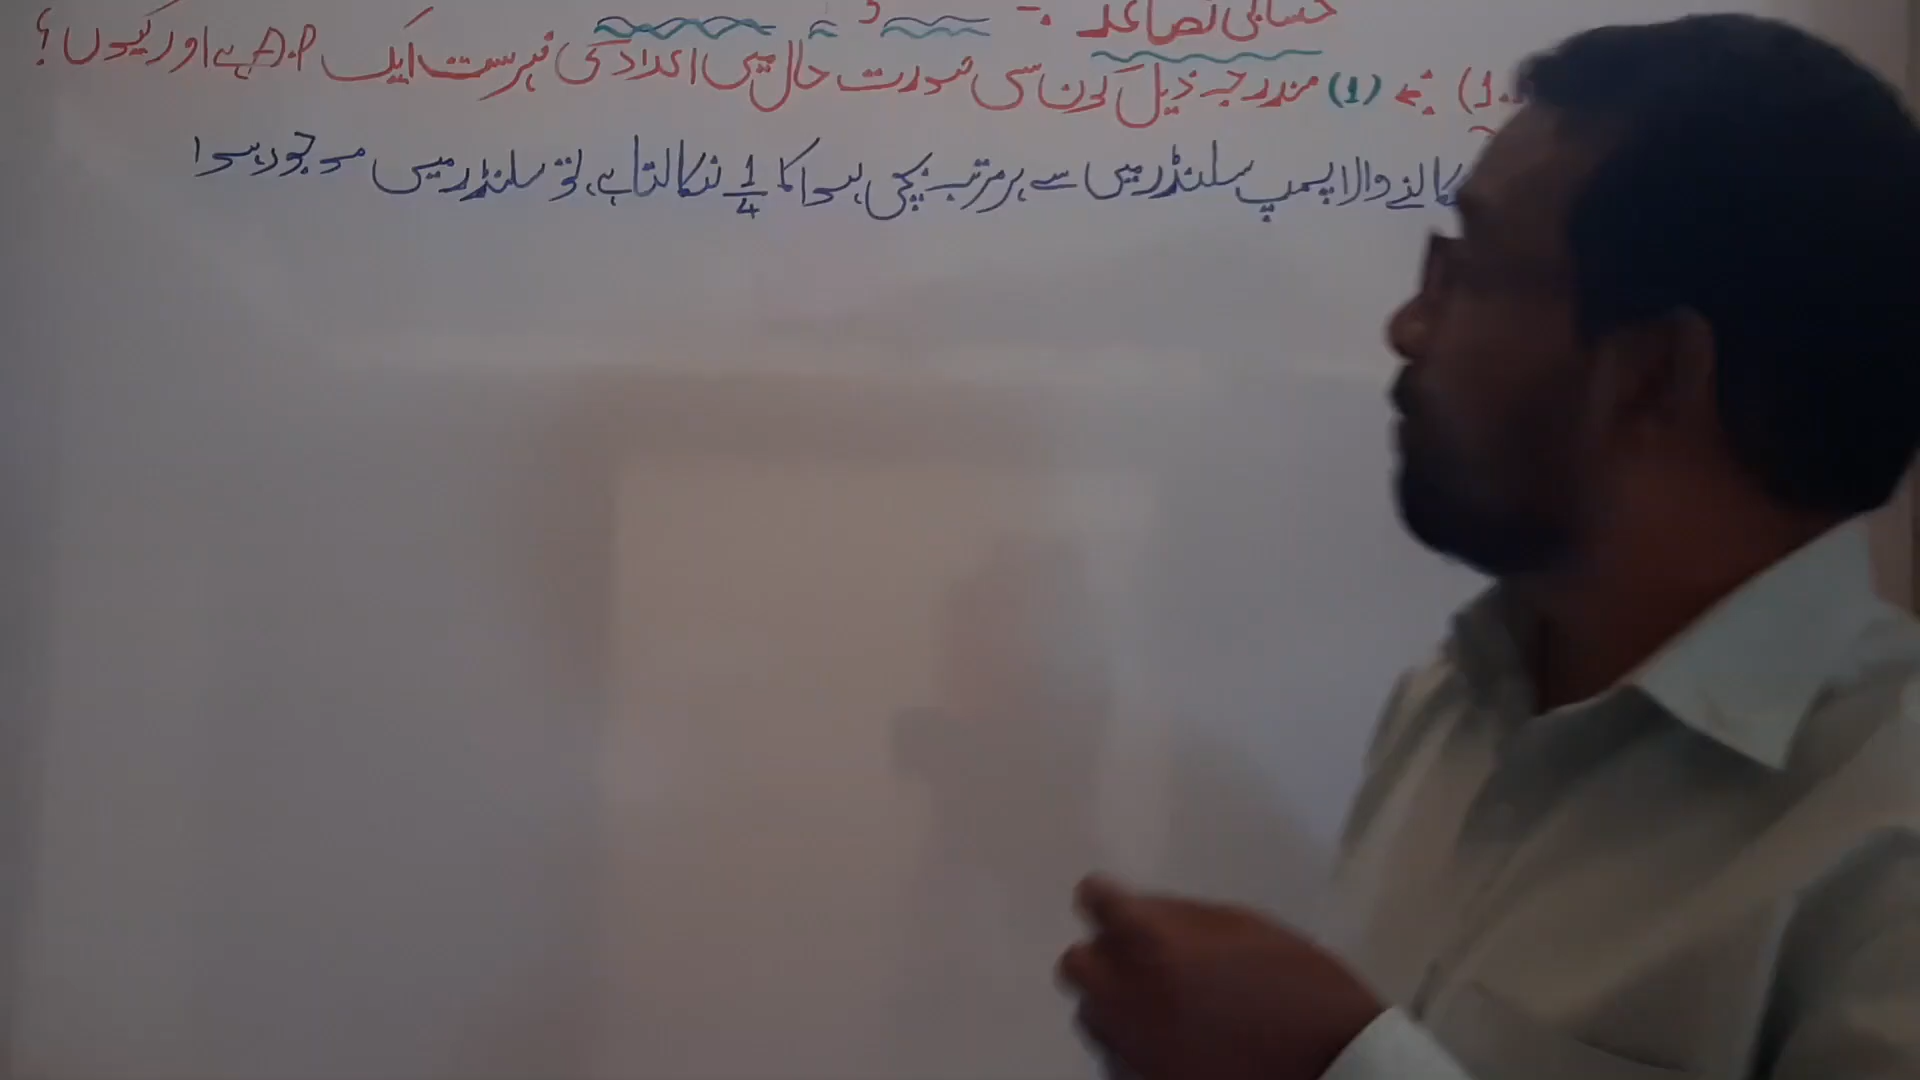 حسابی تصاعد :-
(1) :← (1) مندرجہ ذیل کون سی صورت حال میں اعداد کی فہرست ایک A.P ہے اور کیوں؟
نکالنے والا پمپ سلنڈر میں سے ہر مرتبہ بچی ہوا کا 1/4 نکالتا ہے، تو سلنڈر میں موجود ہوا